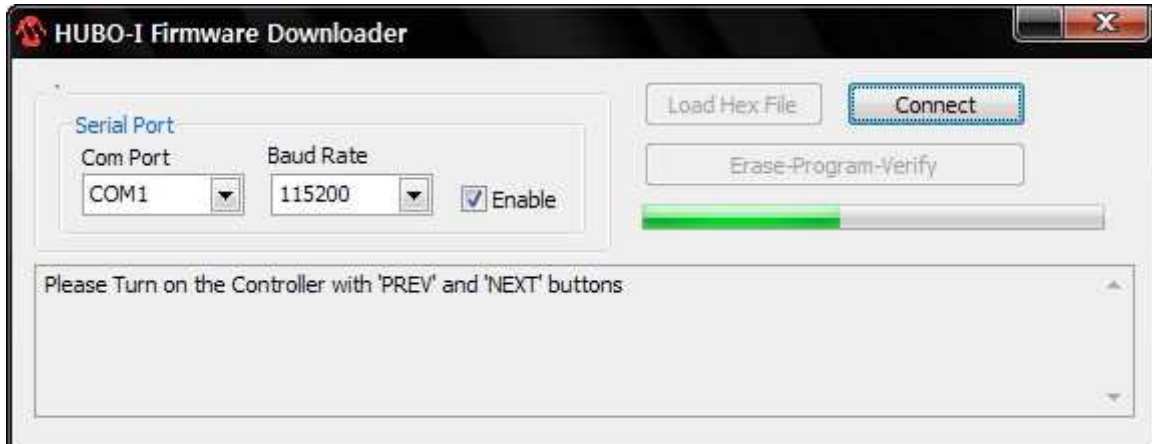 HUBO-I Firmware Downloader
Serial Port
Com Port Baud Rate
COM1 115200 Enable
Load Hex File Connect
Erase-Program-Verify
Please Turn on the Controller with 'PREV' and 'NEXT' buttons